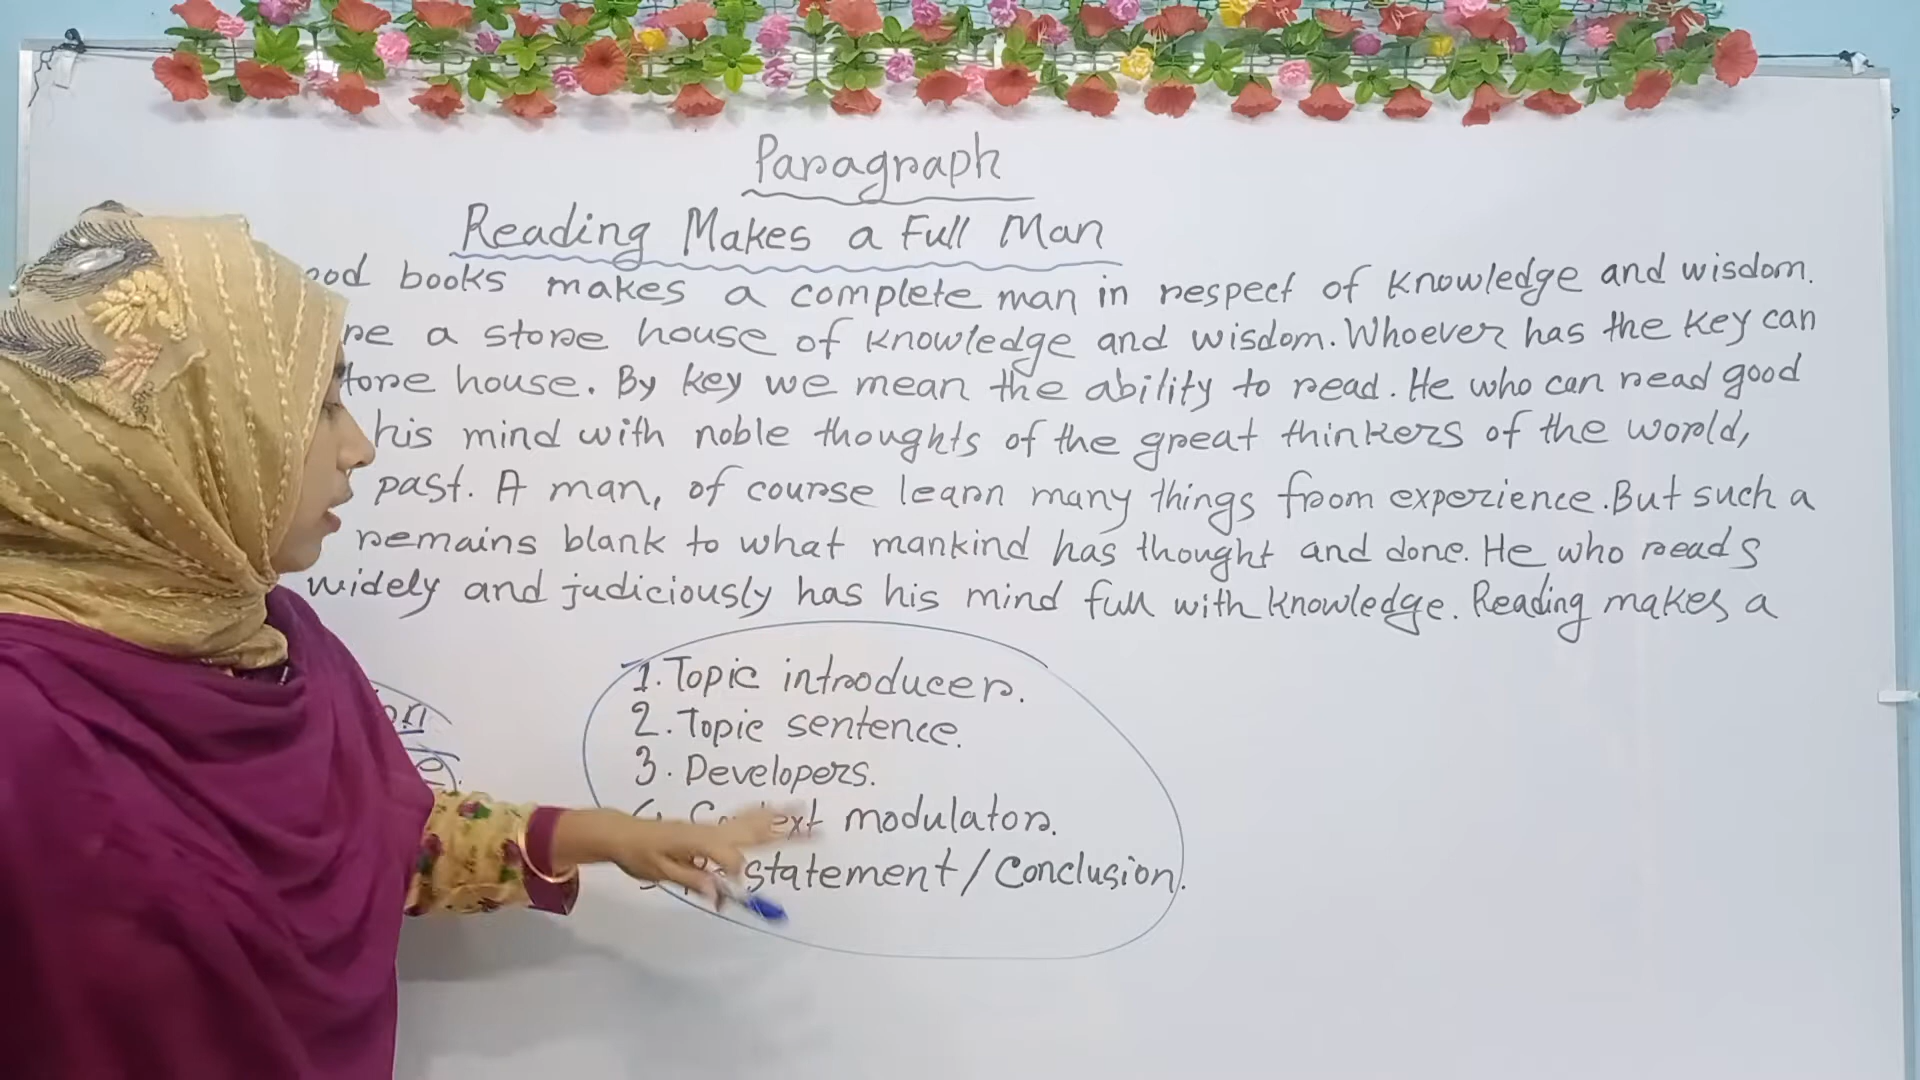 Paragraph
Reading Makes a Full Man
books makes a complete man in respect of knowledge and wisdom.
a store house of knowledge and wisdom. Whoever has the key can
house. By key we mean the ability to read. He who can read good
his mind with noble thoughts of the great thinkers of the world,
past. A man, of course learn many things from experience. But such a
remains blank to what mankind has thought and done. He who reads
widely and judiciously has his mind full with knowledge. Reading makes a
1. Topic introducer.
2. Topic sentence.
3. Developers.
modulator.
statement/Conclusion.